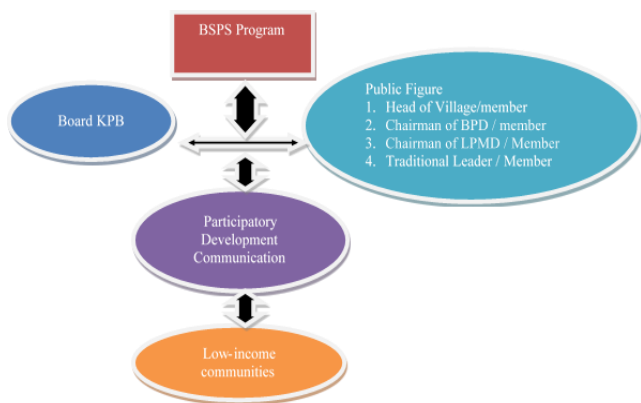 BSPS Program
Board KPB
Public Figure
1. Head of Village/member
2. Chairman of BPD / member
3. Chairman of LPMD / Member
4. Traditional Leader / Member
Participatory
Development
Communication
Low-income
communities